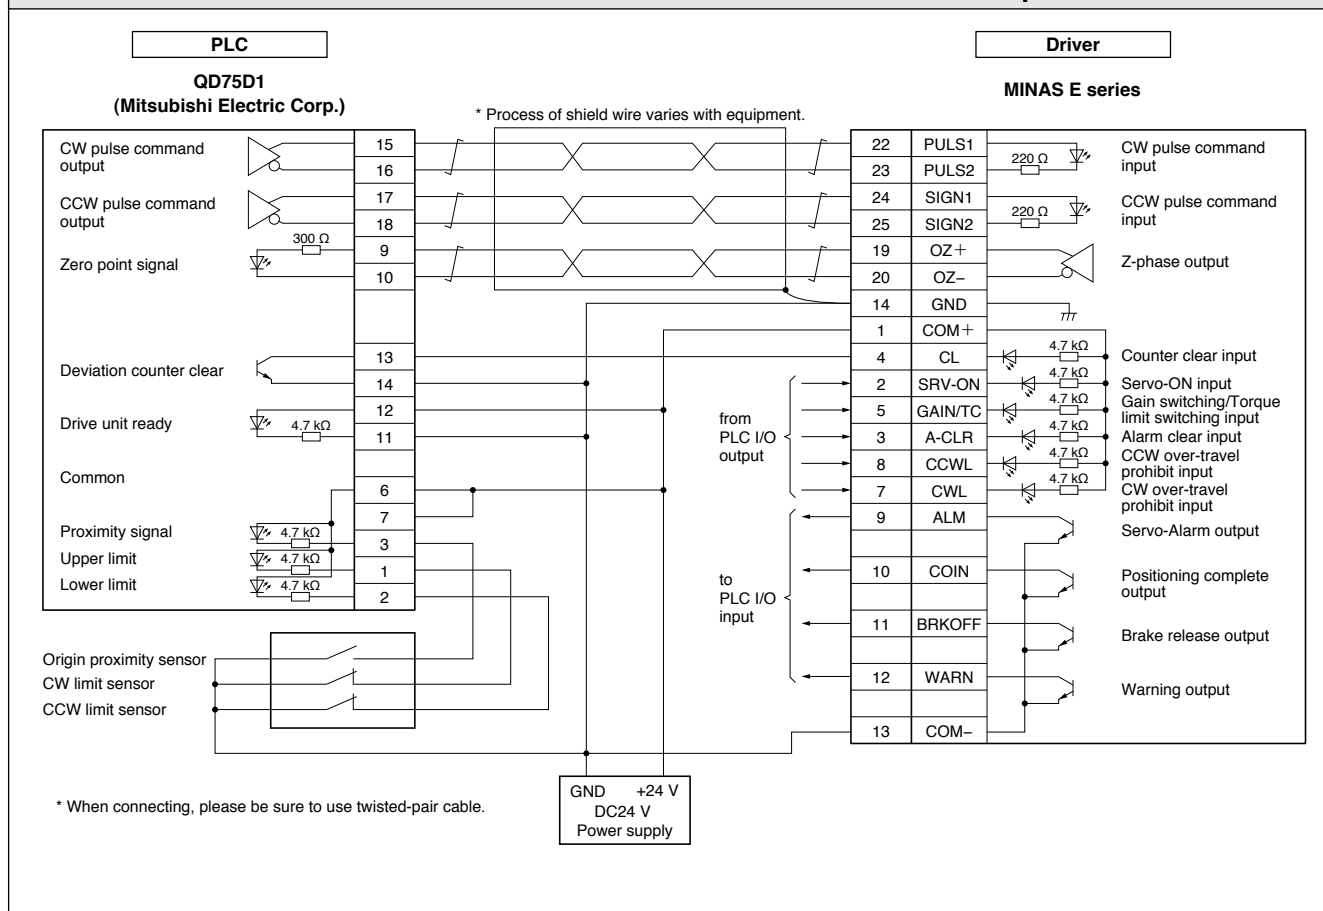 PLC
QD75D1
(Mitsubishi Electric Corp.)
Driver
MINAS E series
* Process of shield wire varies with equipment.
CW pulse command
output
15
16
CCW pulse command
output
17
18
300 Ω
Zero point signal
9
10
Deviation counter clear
13
14
Drive unit ready
4.7 kΩ
12
11
Common
6
7
Proximity signal
4.7 kΩ
3
Upper limit
4.7 kΩ
1
Lower limit
4.7 kΩ
2
Origin proximity sensor
CW limit sensor
CCW limit sensor
from
PLC I/O
output
to
PLC I/O
input
22 PULS1
23 PULS2
220 Ω
CW pulse command
input
24 SIGN1
25 SIGN2
220 Ω
CCW pulse command
input
19 OZ+
20 OZ−
Z-phase output
14 GND
1 COM+
4 CL 4.7 kΩ Counter clear input
2 SRV-ON 4.7 kΩ Servo-ON input
5 GAIN/TC 4.7 kΩ Gain switching/Torque
limit switching input
3 A-CLR 4.7 kΩ Alarm clear input
8 CCWL 4.7 kΩ CCW over-travel
prohibit input
7 CWL 4.7 kΩ CW over-travel
prohibit input
9 ALM Servo-Alarm output
10 COIN Positioning complete
output
11 BRKOFF Brake release output
12 WARN Warning output
13 COM−
GND +24 V
DC24 V
Power supply
* When connecting, please be sure to use twisted-pair cable.